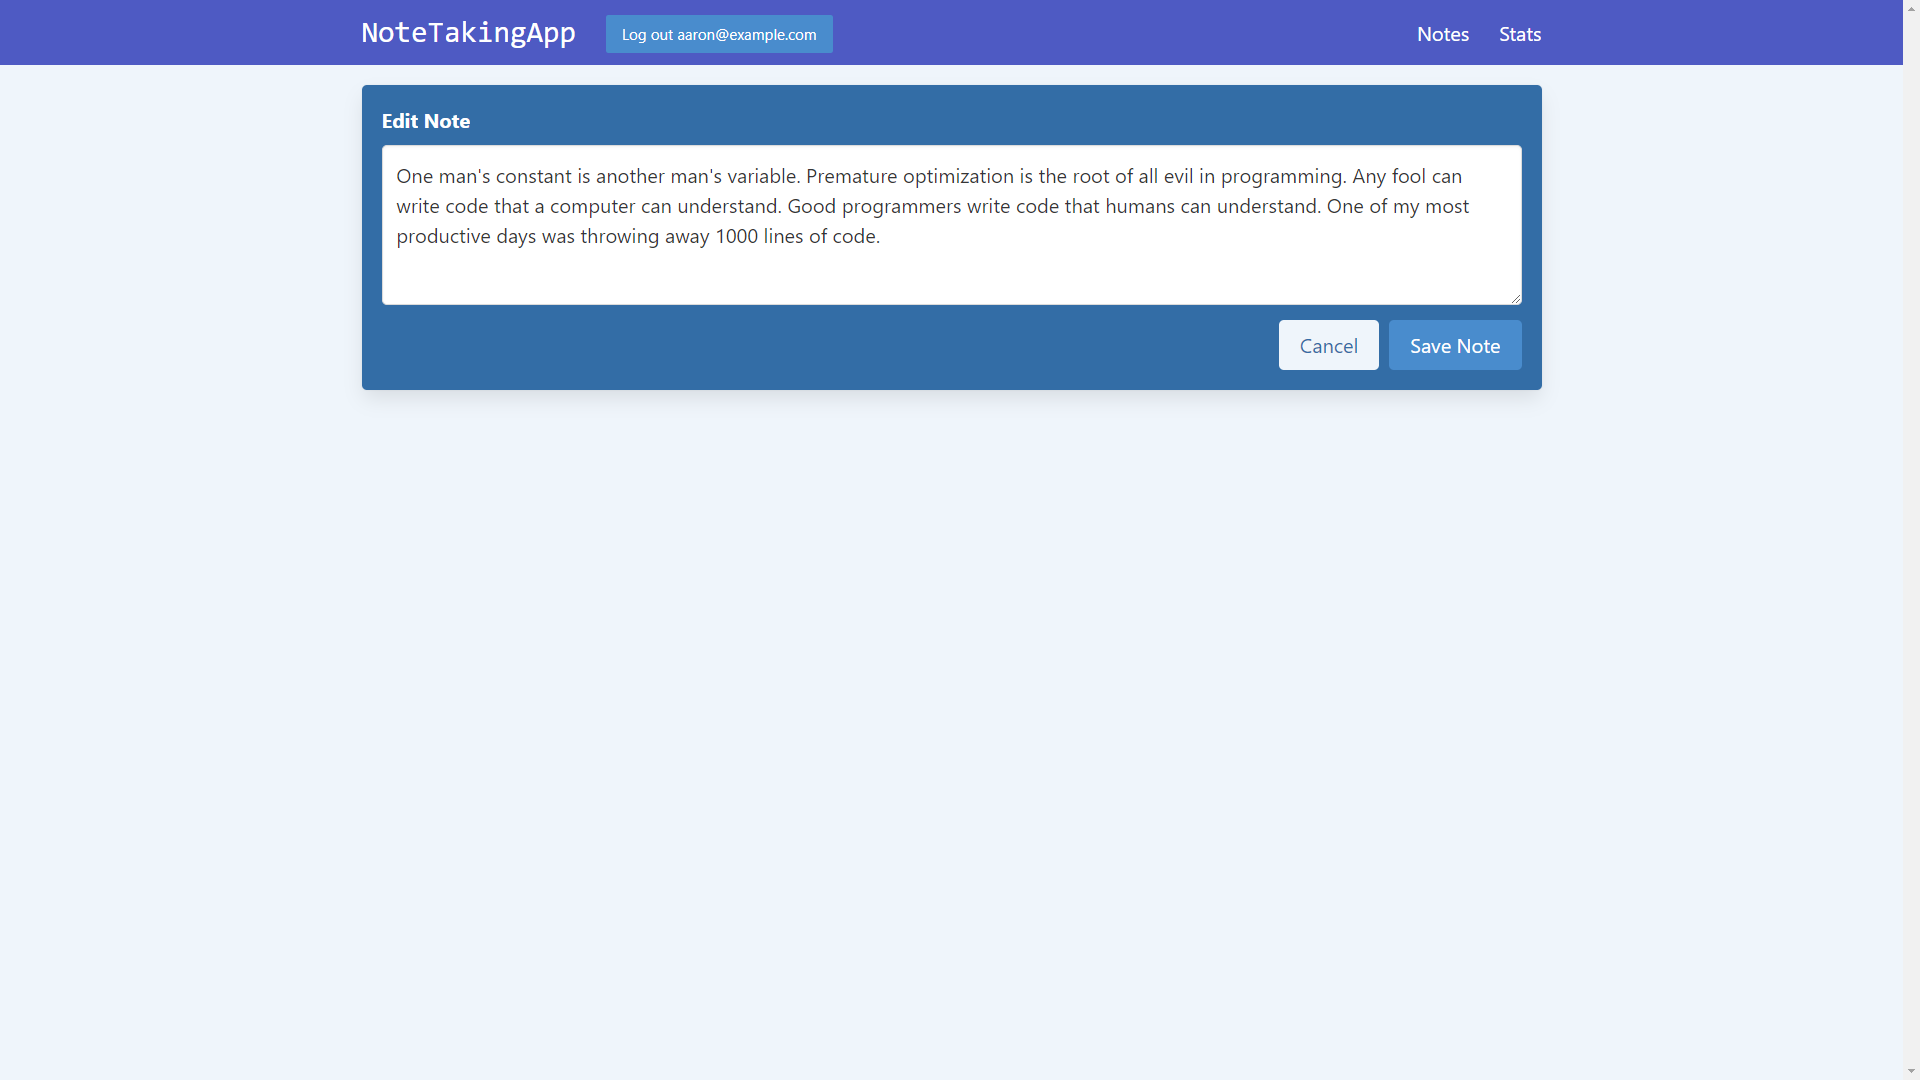 NoteTakingApp
Log out aaron@example.com
Notes
Stats
Edit Note
One man's constant is another man's variable. Premature optimization is the root of all evil in programming. Any fool can
write code that a computer can understand. Good programmers write code that humans can understand. One of my most
productive days was throwing away 1000 lines of code.
Cancel
Save Note